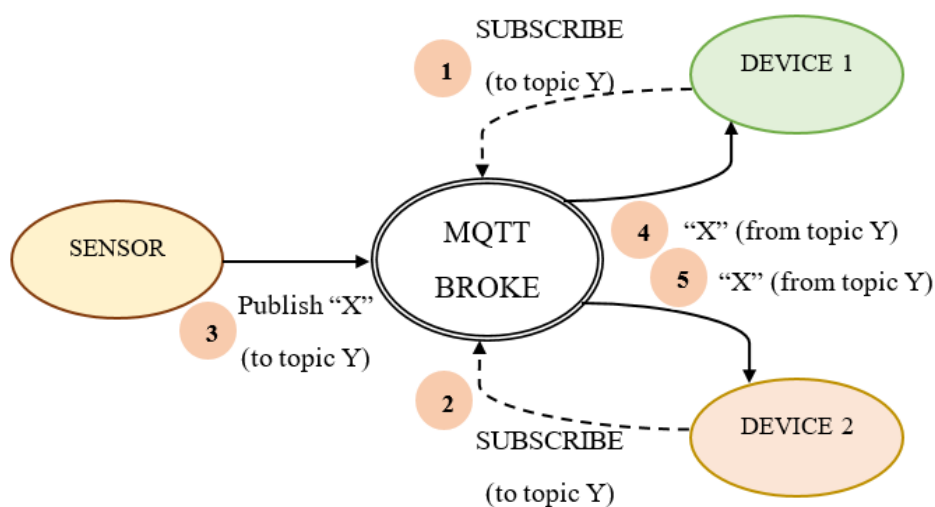 SUBSCRIBE
1
(to topic Y)
DEVICE 1
SENSOR
MQTT
BROKE
4 “X” (from topic Y)
5 “X” (from topic Y)
3
Publish “X”
(to topic Y)
2
SUBSCRIBE
(to topic Y)
DEVICE 2